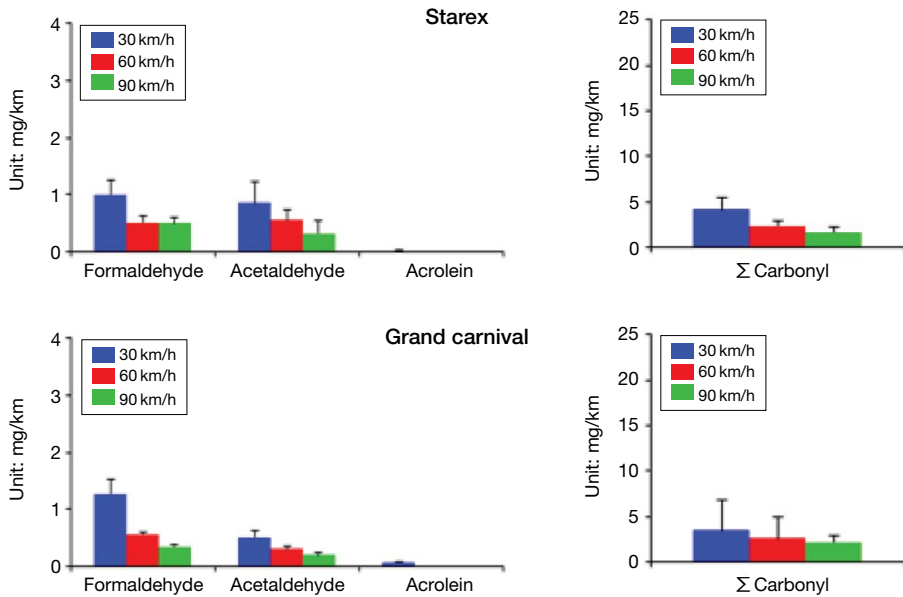 Starex
Unit: mg/km
4
3
2
1
0
30 km/h
60 km/h
90 km/h
Formaldehyde Acetaldehyde Acrolein
Unit: mg/km
25
20
15
10
5
0
30 km/h
60 km/h
90 km/h
∑ Carbonyl
Grand carnival
Unit: mg/km
4
3
2
1
0
30 km/h
60 km/h
90 km/h
Formaldehyde Acetaldehyde Acrolein
Unit: mg/km
25
20
15
10
5
0
30 km/h
60 km/h
90 km/h
∑ Carbonyl